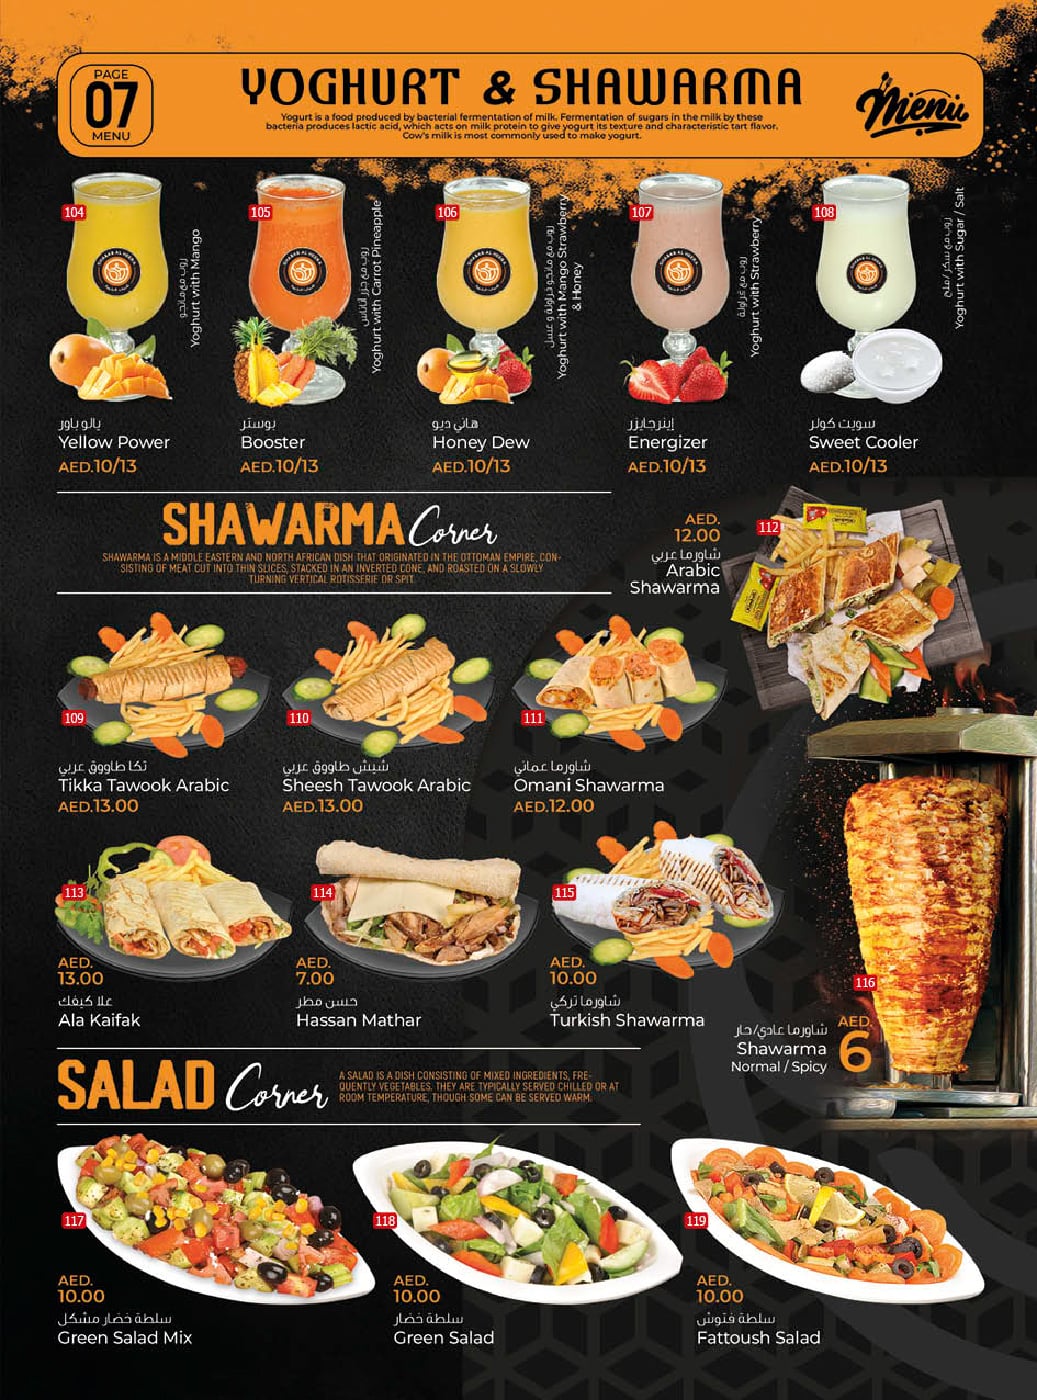 PAGE
07
MENU
YOGHURT & SHAWARMA
Yogurt is a food produced by bacterial fermentation of milk. Fermentation of sugars in the milk by these
bacteria produces lactic acid, which acts on milk protein to give yogurt its texture and characteristic tart flavor.
Cow's milk is most commonly used to make yogurt.
Menu
104
روب مع مانجو
Yoghurt with Mango
يالو باور
Yellow Power
AED.10/13
105
روب مع جزر أناناس
Yoghurt with Carrot Pineapple
بوستر
Booster
AED.10/13
106
روب مع مانجو فراولة و عسل
Yoghurt with Mango Strawberry
& Honey
هاني ديو
Honey Dew
AED.10/13
107
روب مع فراولة
Yoghurt with Strawberry
إينرجايزر
Energizer
AED.10/13
108
روب مع سكر/ملح
Yoghurt with Sugar / Salt
سويت كولر
Sweet Cooler
AED.10/13
SHAWARMA Corner
SHAWARMA IS A MIDDLE EASTERN AND NORTH AFRICAN DISH THAT ORIGINATED IN THE OTTOMAN EMPIRE, CON-
SISTING OF MEAT CUT INTO THIN SLICES, STACKED IN AN INVERTED CONE, AND ROASTED ON A SLOWLY
TURNING VERTICAL ROTISSERIE OR SPIT.
112
AED.
12.00
شاورما عربي
Arabic
Shawarma
109
تكا طاووق عربي
Tikka Tawook Arabic
AED.13.00
110
شيش طاووق عربي
Sheesh Tawook Arabic
AED.13.00
111
شاورما عماني
Omani Shawarma
AED.12.00
113
AED.
13.00
علا كيفك
Ala Kaifak
114
AED.
7.00
حسن مطر
Hassan Mathar
115
AED.
10.00
شاورما تركي
Turkish Shawarma
116
شاورما عادي/حار
Shawarma
Normal / Spicy
AED.
6
SALAD Corner
A SALAD IS A DISH CONSISTING OF MIXED INGREDIENTS, FRE-
QUENTLY VEGETABLES. THEY ARE TYPICALLY SERVED CHILLED OR AT
ROOM TEMPERATURE, THOUGH SOME CAN BE SERVED WARM.
117
AED.
10.00
سلطة خضار مشكل
Green Salad Mix
118
AED.
10.00
سلطة خضار
Green Salad
119
AED.
10.00
سلطة فتوش
Fattoush Salad